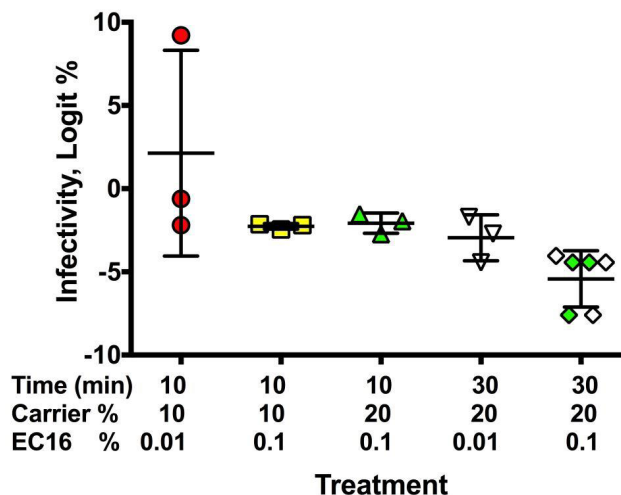 10
5
0
-5
-10
Infectivity, Logit %
Time (min) 10 10 10 30 30
Carrier % 10 10 20 20 20
EC16 % 0.01 0.1 0.1 0.01 0.1
Treatment